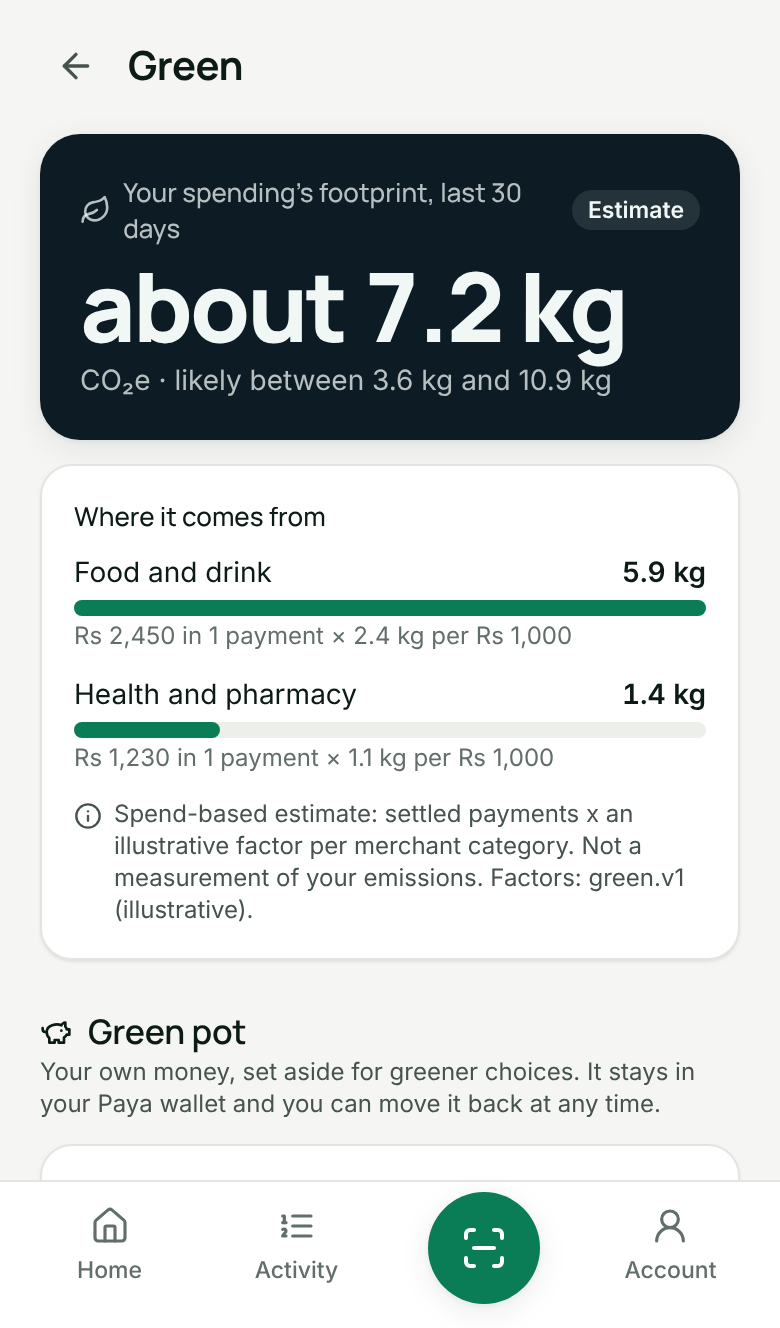 Green
Your spending’s footprint, last 30
days
Estimate
about 7.2 kg
CO₂e · likely between 3.6 kg and 10.9 kg
Where it comes from
Food and drink 5.9 kg
Rs 2,450 in 1 payment × 2.4 kg per Rs 1,000
Health and pharmacy 1.4 kg
Rs 1,230 in 1 payment × 1.1 kg per Rs 1,000
Spend-based estimate: settled payments x an
illustrative factor per merchant category. Not a
measurement of your emissions. Factors: green.v1
(illustrative).
Green pot
Your own money, set aside for greener choices. It stays in
your Paya wallet and you can move it back at any time.
Home Activity Account